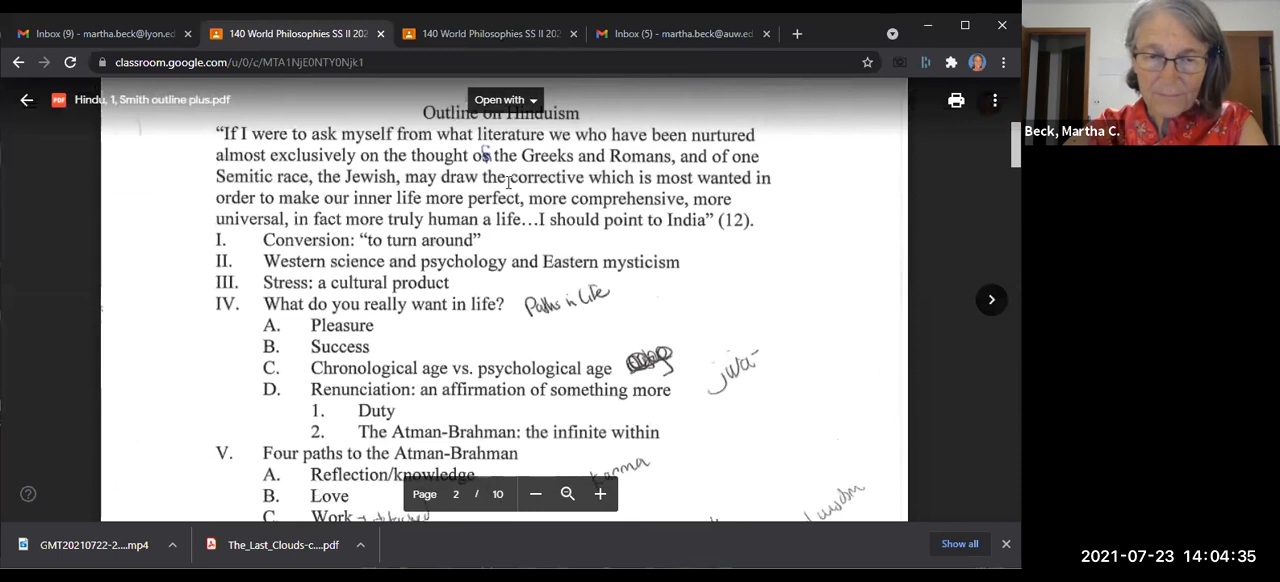 Inbox (9) - martha.beck@lyon.ed
140 World Philosophies SS II 202
140 World Philosophies SS II 202
Inbox (5) - martha.beck@auw.ed
classroom.google.com/u/0/c/MTA1NjE0NTY0Njk1
PDF Hindu, 1, Smith outline plus.pdf
Open with
Beck, Martha C.
Outline on Hinduism
“If I were to ask myself from what literature we who have been nurtured
almost exclusively on the thought of the Greeks and Romans, and of one
Semitic race, the Jewish, may draw the corrective which is most wanted in
order to make our inner life more perfect, more comprehensive, more
universal, in fact more truly human a life…I should point to India” (12).
I. Conversion: “to turn around”
II. Western science and psychology and Eastern mysticism
III. Stress: a cultural product
IV. What do you really want in life? Paths in life
A. Pleasure
B. Success
C. Chronological age vs. psychological age
D. Renunciation: an affirmation of something more
1. Duty
2. The Atman-Brahman: the infinite within
V. Four paths to the Atman-Brahman
A. Reflection/knowledge karma
B. Love
C. Work
Page 2 / 10
GMT20210722-2....mp4
The_Last_Clouds-c....pdf
Show all
2021-07-23 14:04:35